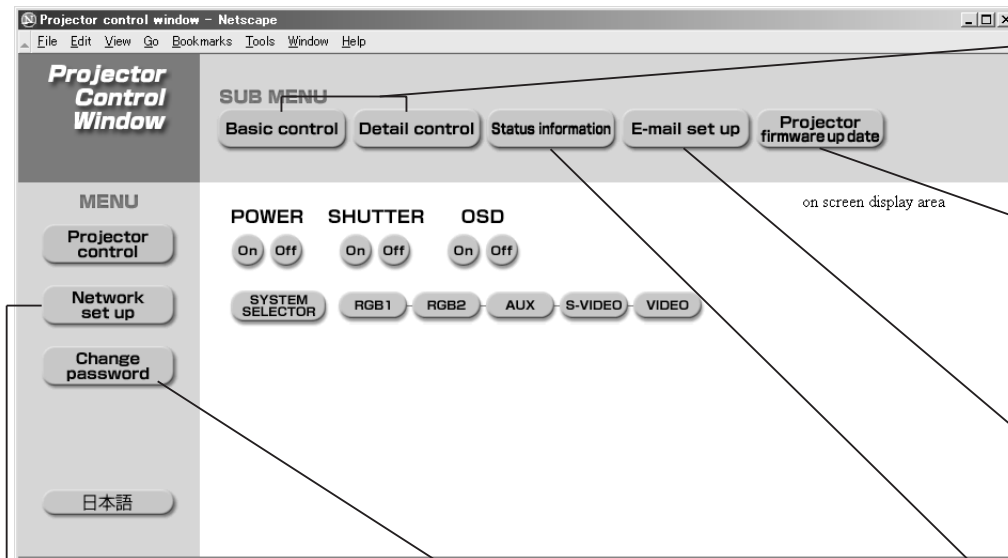 Projector control window - Netscape
File Edit View Go Bookmarks Tools Window Help
Projector
Control
Window
SUB MENU
Basic control Detail control Status information E-mail set up Projector firmware up date
MENU
Projector
control
Network
set up
Change
password
日本語
on screen display area
POWER SHUTTER OSD
On Off On Off On Off
SYSTEM SELECTOR RGB1 RGB2 AUX S-VIDEO VIDEO